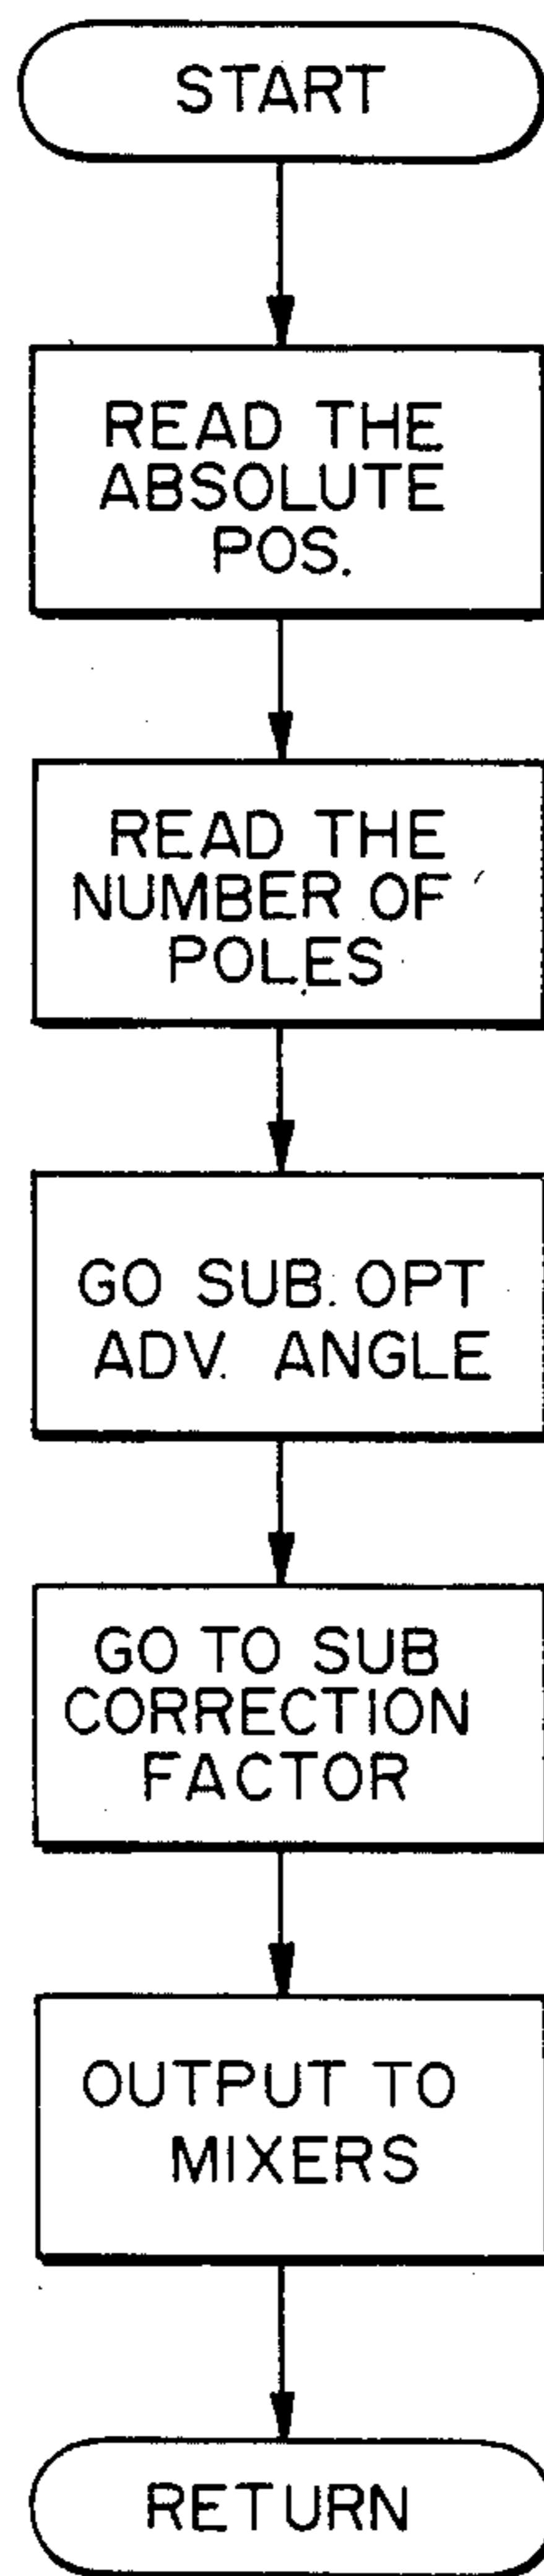 START
READ THE
ABSOLUTE
POS.
READ THE
NUMBER OF
POLES
GO SUB. OPT
ADV. ANGLE
GO TO SUB
CORRECTION
FACTOR
OUTPUT TO
MIXERS
RETURN